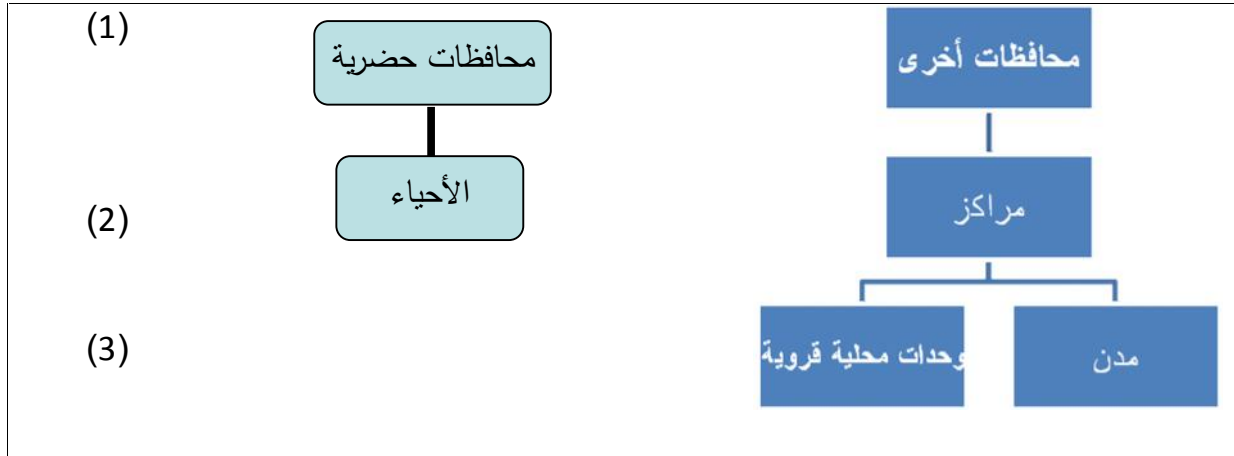 (1)
محافظات حضرية
محافظات أخرى
(2)
الأحياء
مراكز
(3)
مدن
وحدات محلية قروية